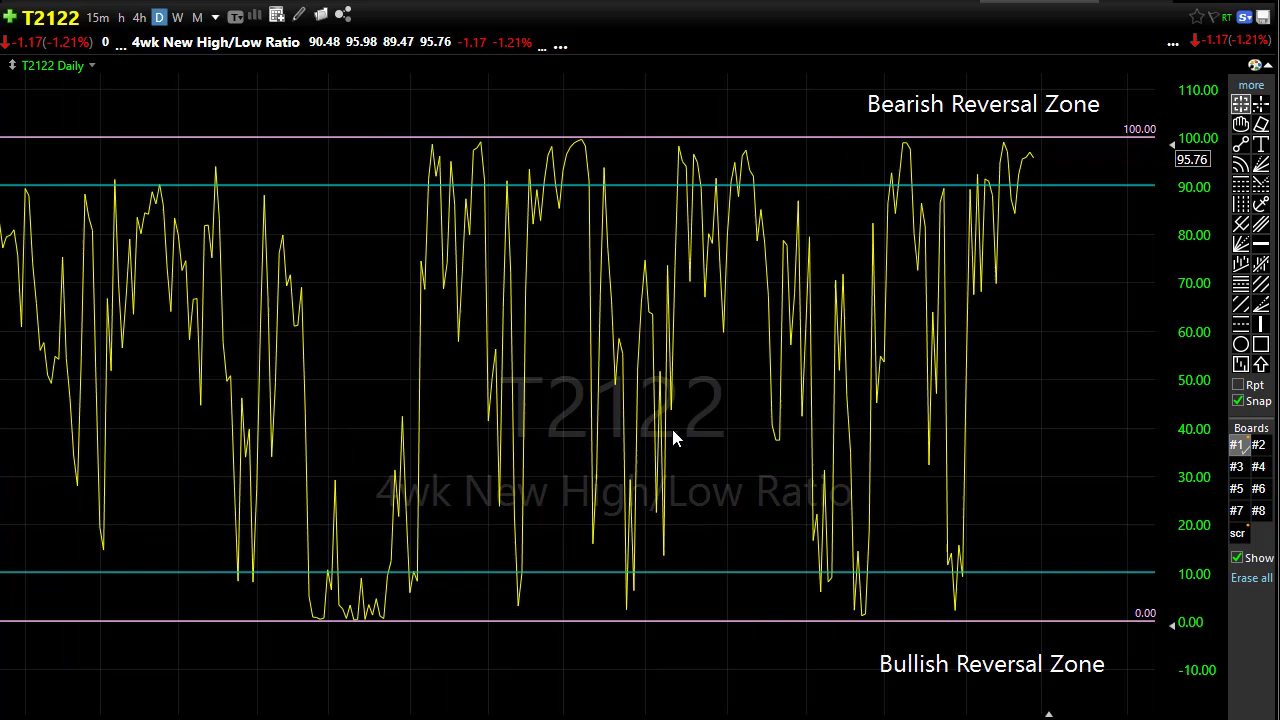 T2122 15m h 4h D W M T RT S
-1.17(-1.21%) 0 ... 4wk New High/Low Ratio 90.48 95.98 89.47 95.76 -1.17 -1.21% ... ... ... -1.17(-1.21%)
T2122 Daily
more
110.00
Bearish Reversal Zone
100.00
100.00
95.76
90.00
80.00
70.00
60.00
50.00
40.00
30.00
20.00
10.00
0.00
0.00
-10.00
T2122
4wk New High/Low Ratio
Bullish Reversal Zone
T
Rpt
Snap
Boards
#1 #2
#3 #4
#5 #6
#7 #8
scr
Show
Erase all